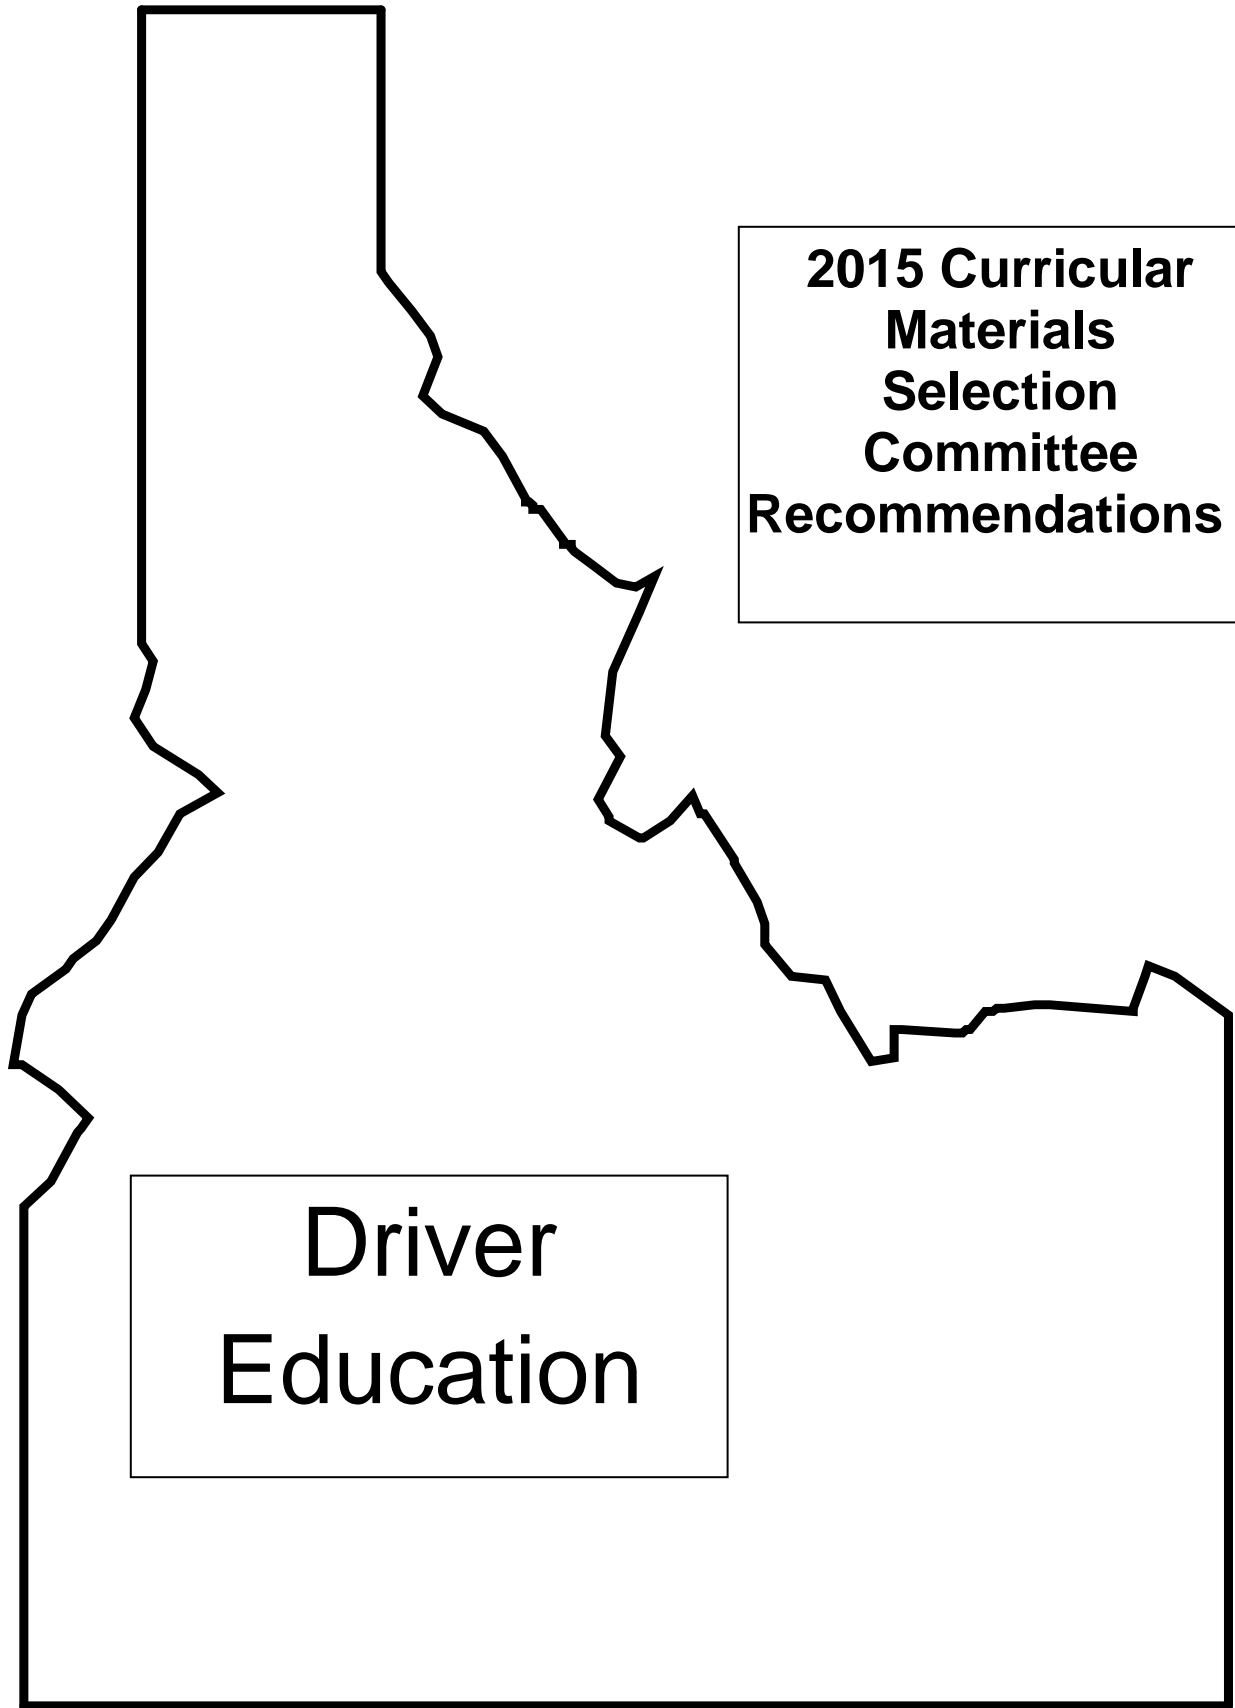 2015 Curricular
Materials
Selection
Committee
Recommendations
Driver
Education